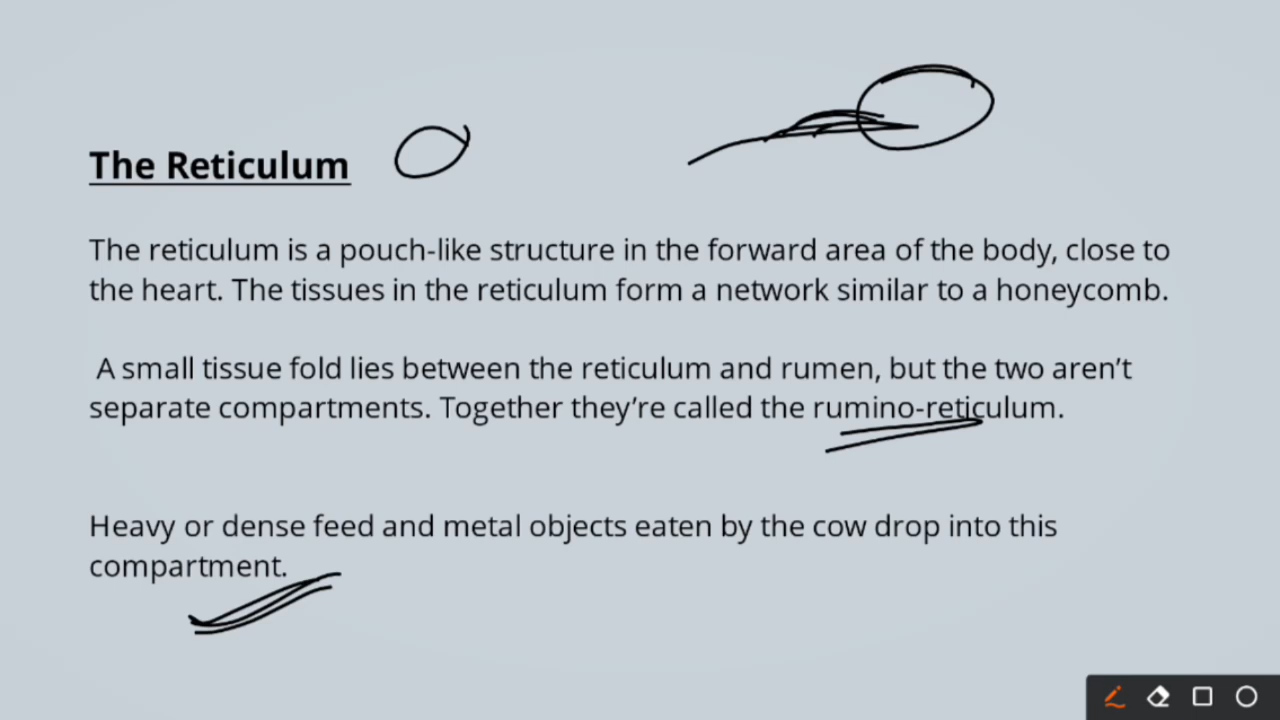 The Reticulum
The reticulum is a pouch-like structure in the forward area of the body, close to
the heart. The tissues in the reticulum form a network similar to a honeycomb.
A small tissue fold lies between the reticulum and rumen, but the two aren’t
separate compartments. Together they’re called the rumino-reticulum.
Heavy or dense feed and metal objects eaten by the cow drop into this
compartment.